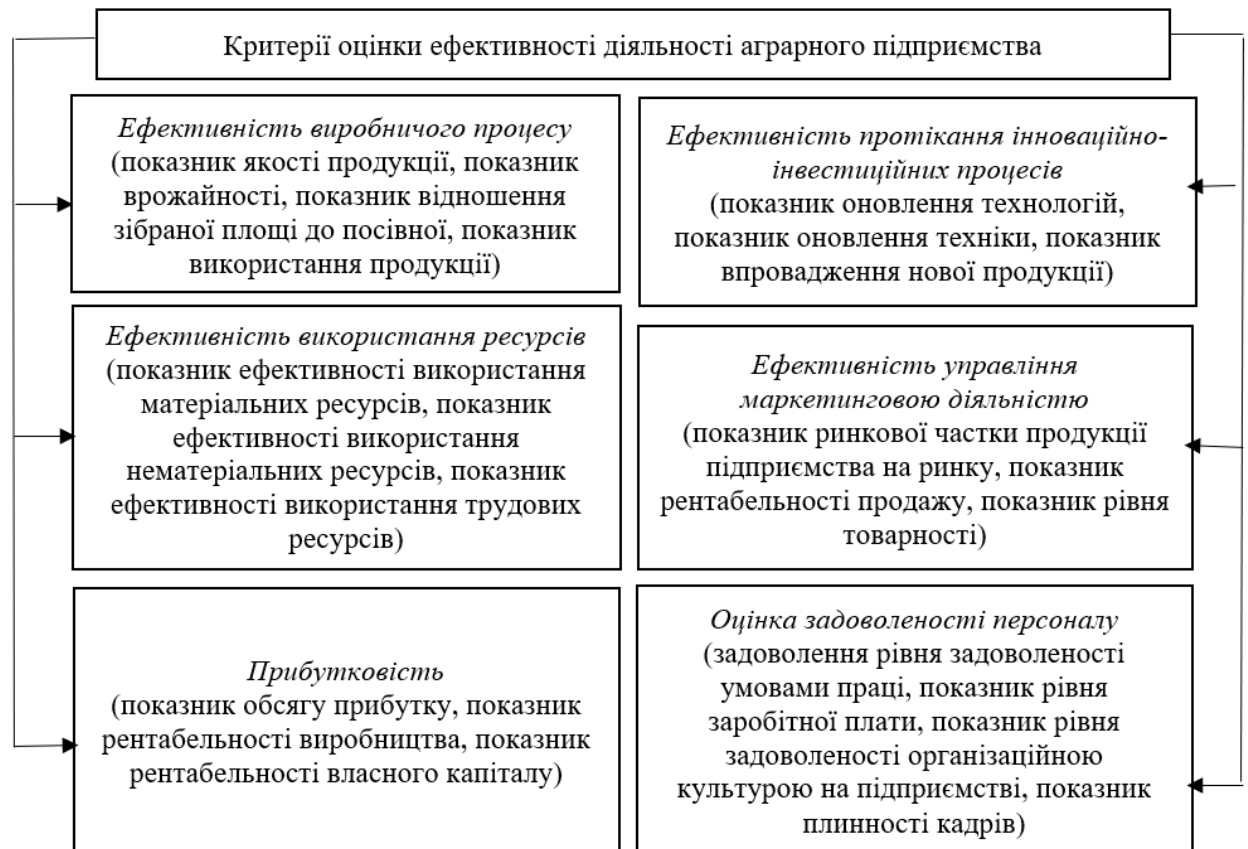 Критерії оцінки ефективності діяльності аграрного підприємства
Ефективність виробничого процесу
(показник якості продукції, показник
врожайності, показник відношення
зібраної площі до посівної, показник
використання продукції)
Ефективність використання ресурсів
(показник ефективності використання
матеріальних ресурсів, показник
ефективності використання
нематеріальних ресурсів, показник
ефективності використання трудових
ресурсів)
Прибутковість
(показник обсягу прибутку, показник
рентабельності виробництва, показник
рентабельності власного капіталу)
Ефективність протікання інноваційно-
інвестиційних процесів
(показник оновлення технологій,
показник оновлення техніки, показник
впровадження нової продукції)
Ефективність управління
маркетинговою діяльністю
(показник ринкової частки продукції
підприємства на ринку, показник
рентабельності продажу, показник рівня
товарності)
Оцінка задоволеності персоналу
(задоволення рівня задоволеності
умовами праці, показник рівня
заробітної плати, показник рівня
задоволеності організаційною
культурою на підприємстві, показник
плинності кадрів)